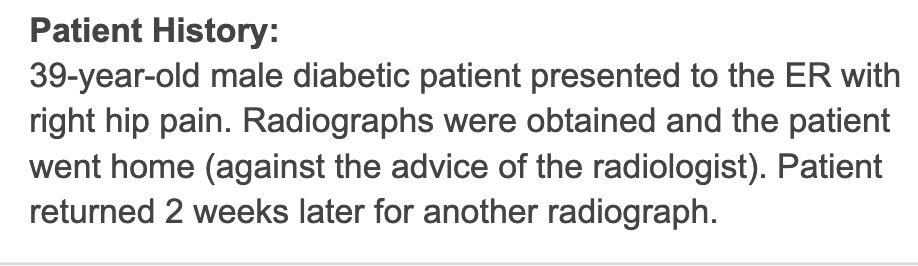 Patient History:
39-year-old male diabetic patient presented to the ER with
right hip pain. Radiographs were obtained and the patient
went home (against the advice of the radiologist). Patient
returned 2 weeks later for another radiograph.